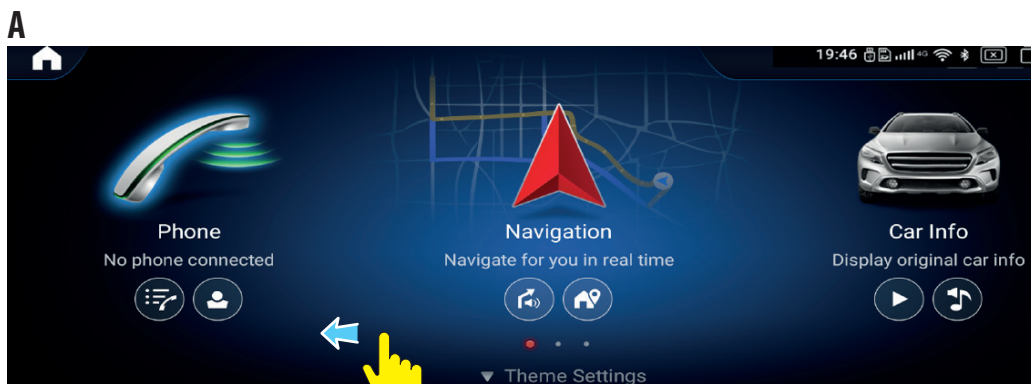 A
19:46 4G
Phone
Navigation
Car Info
No phone connected
Navigate for you in real time
Display original car info
Theme Settings